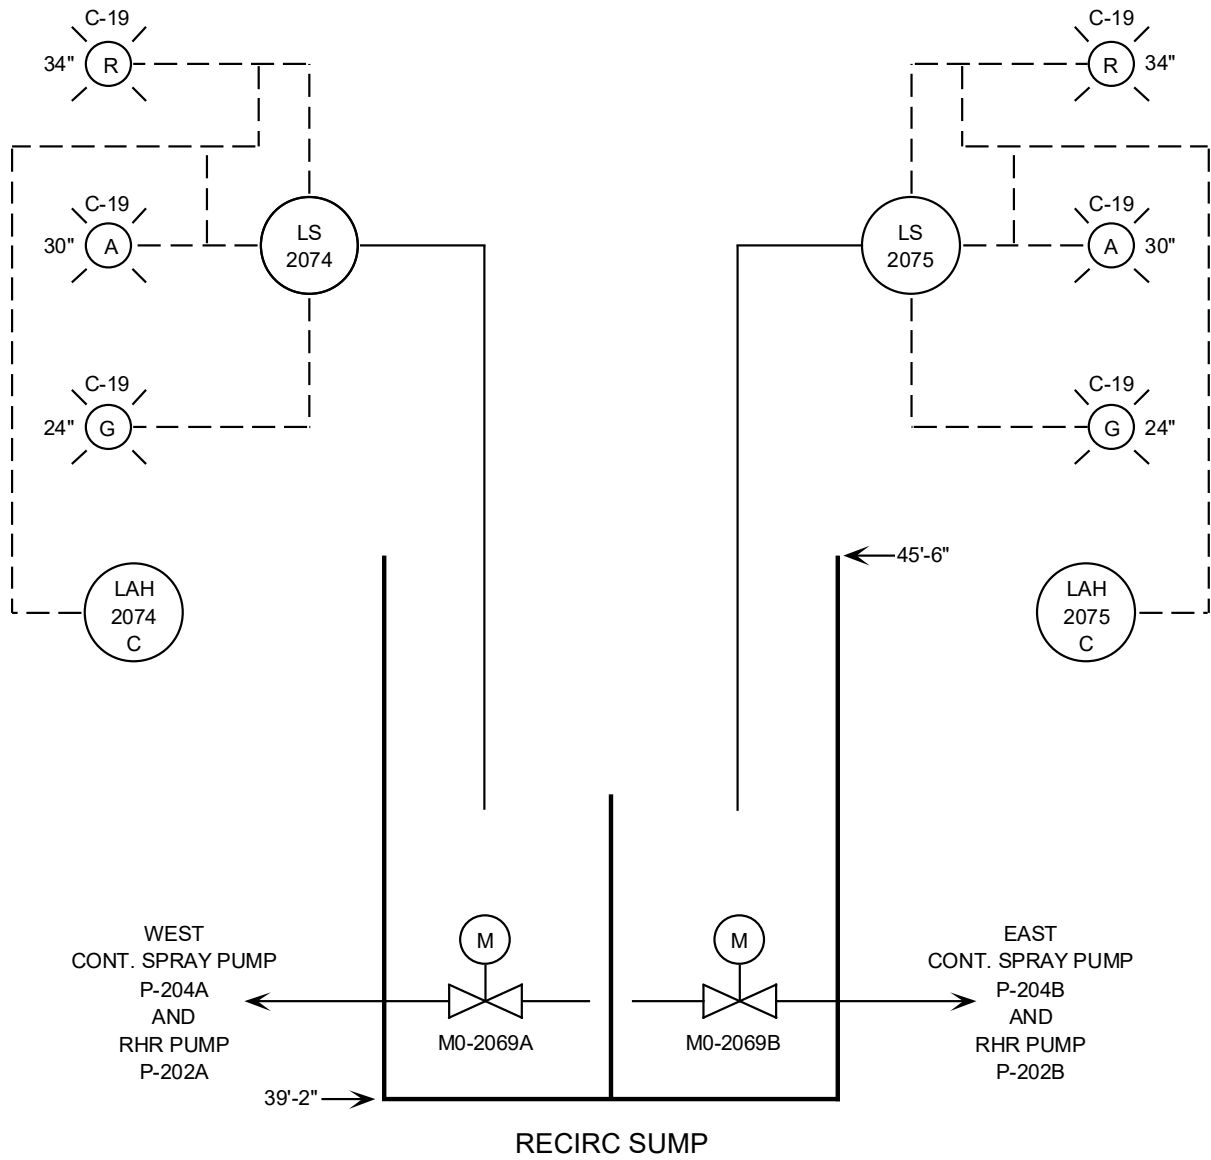 C-19
34"
R
C-19
R
34"
C-19
30"
A
LS
2074
LS
2075
C-19
A
30"
C-19
24"
G
C-19
G
24"
45'-6"
LAH
2074
C
LAH
2075
C
M
M
WEST
CONT. SPRAY PUMP
P-204A
AND
RHR PUMP
P-202A
M0-2069A
M0-2069B
EAST
CONT. SPRAY PUMP
P-204B
AND
RHR PUMP
P-202B
39'-2"
RECIRC SUMP